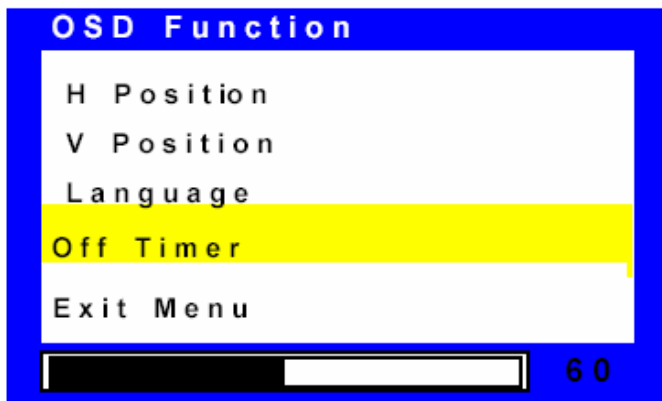 OSD Function
H Position
V Position
Language
Off Timer
Exit Menu
60